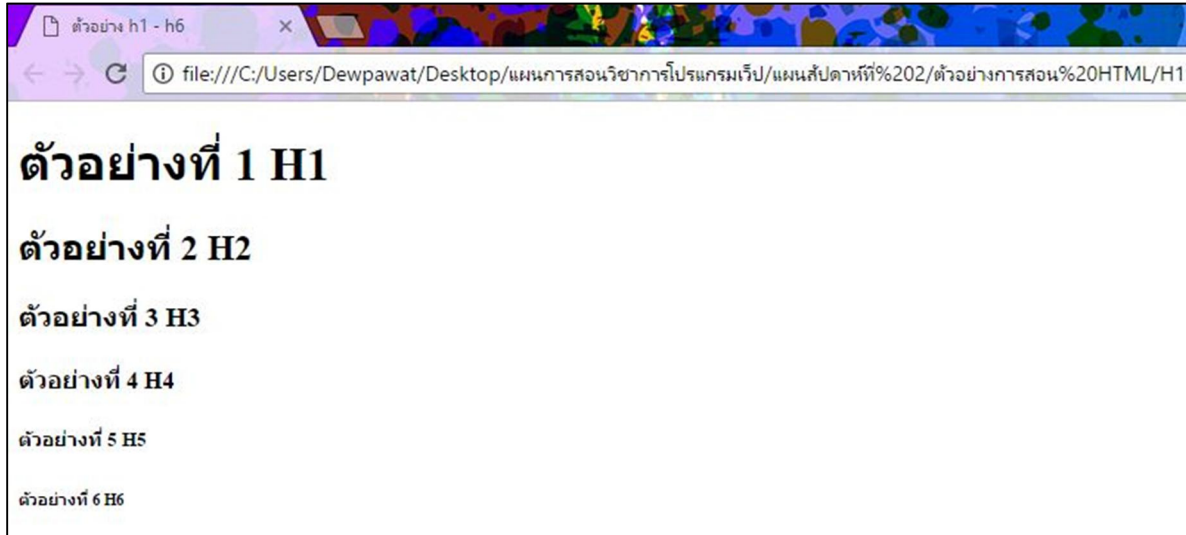 ตัวอย่าง h1 - h6
file:///C:/Users/Dewpawat/Desktop/แผนการสอนวิชาการโปรแกรมเว็ป/แผนสัปดาห์ที่%202/ตัวอย่างการสอน%20HTML/H1
ตัวอย่างที่ 1 H1
ตัวอย่างที่ 2 H2
ตัวอย่างที่ 3 H3
ตัวอย่างที่ 4 H4
ตัวอย่างที่ 5 H5
ตัวอย่างที่ 6 H6